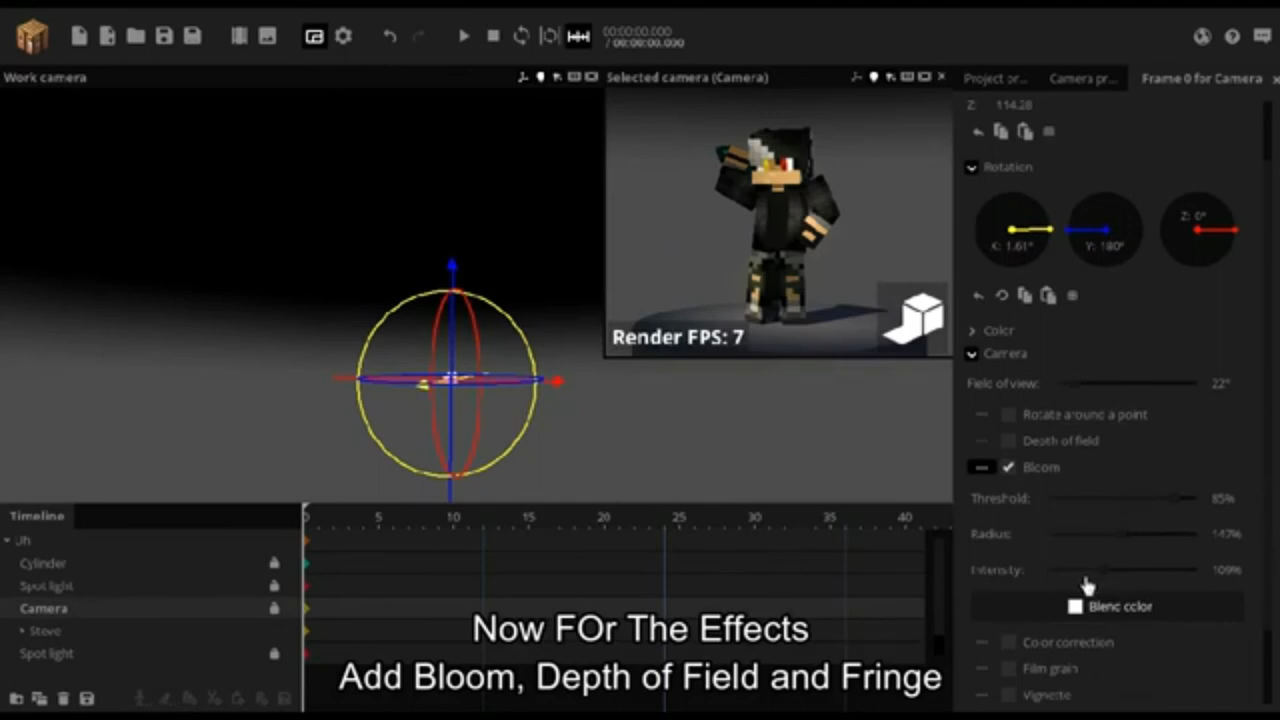 00:00:00.000
/ 00:00:00.000
Work camera
Selected camera (Camera)
Project pr...
Camera pr...
Frame 0 for Camera
Z: 114.28
Rotation
X: 1.61°
Y: 180°
Z: 0°
Render FPS: 7
Color
Camera
Field of view: 22°
Rotate around a point
Depth of field
Bloom
Threshold: 85%
Radius: 147%
Intensity: 109%
Blend color
Color correction
Film grain
Vignette
Timeline
0 5 10 15 20 25 30 35 40
Cylinder
Spot light
Camera
Steve
Spot light
Now FOr The Effects
Add Bloom, Depth of Field and Fringe